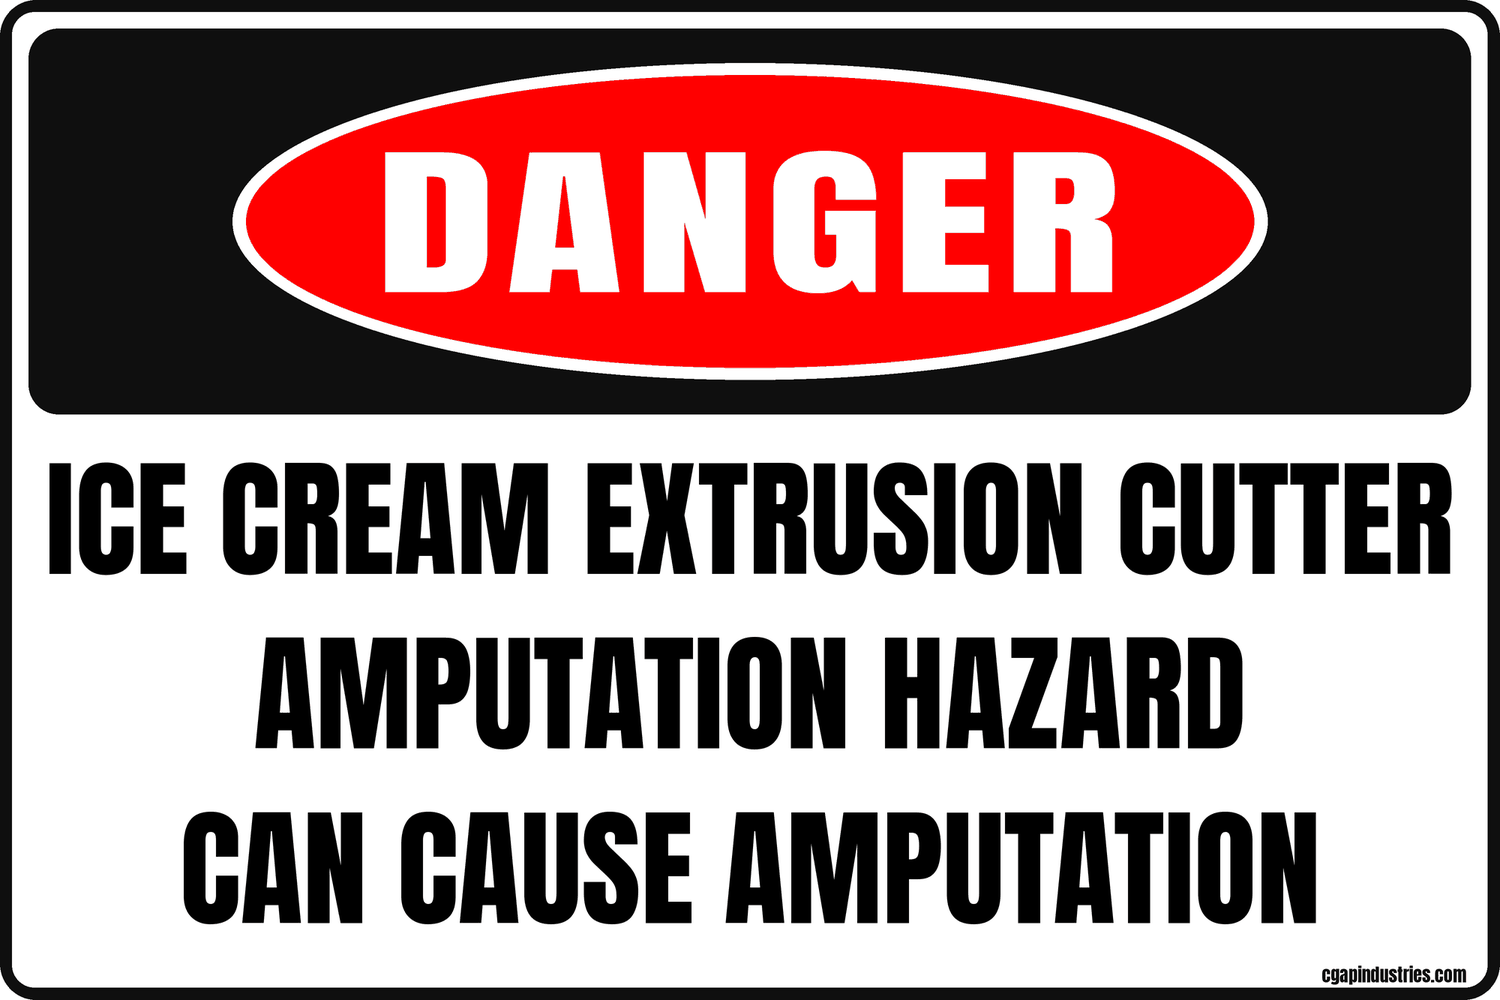 DANGER
ICE CREAM EXTRUSION CUTTER
AMPUTATION HAZARD
CAN CAUSE AMPUTATION
cgapindustries.com